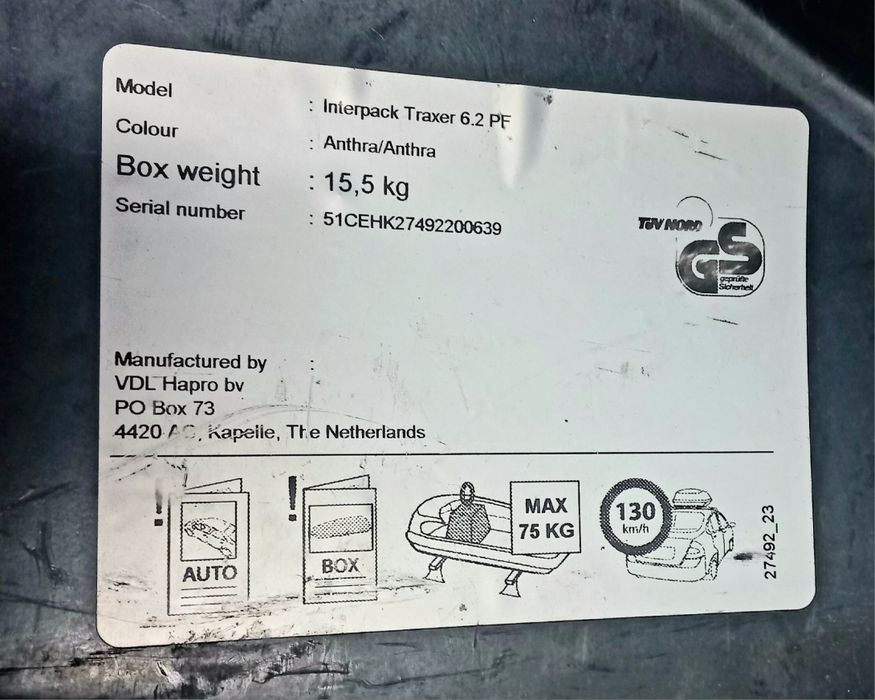 Model : Interpack Traxer 6.2 PF
Colour : Anthra/Anthra
Box weight : 15,5 kg
Serial number : 51CEHK27492200639
TÜV NORD
GS
geprüfte
Sicherheit
Manufactured by :
VDL Hapro bv
PO Box 73
4420 Kapelle, The Netherlands
! AUTO
! BOX
MAX
75 KG
130
km/h
27492_23